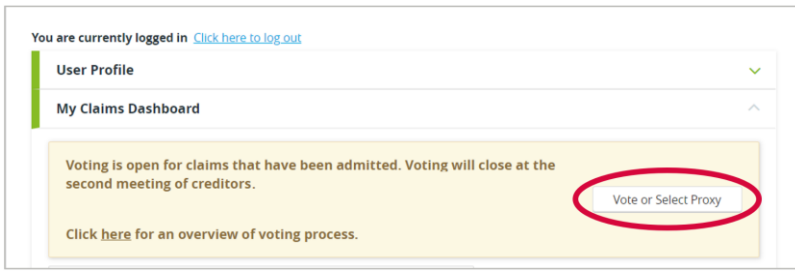 You are currently logged in Click here to log out
User Profile
My Claims Dashboard
Voting is open for claims that have been admitted. Voting will close at the
second meeting of creditors.
Vote or Select Proxy
Click here for an overview of voting process.